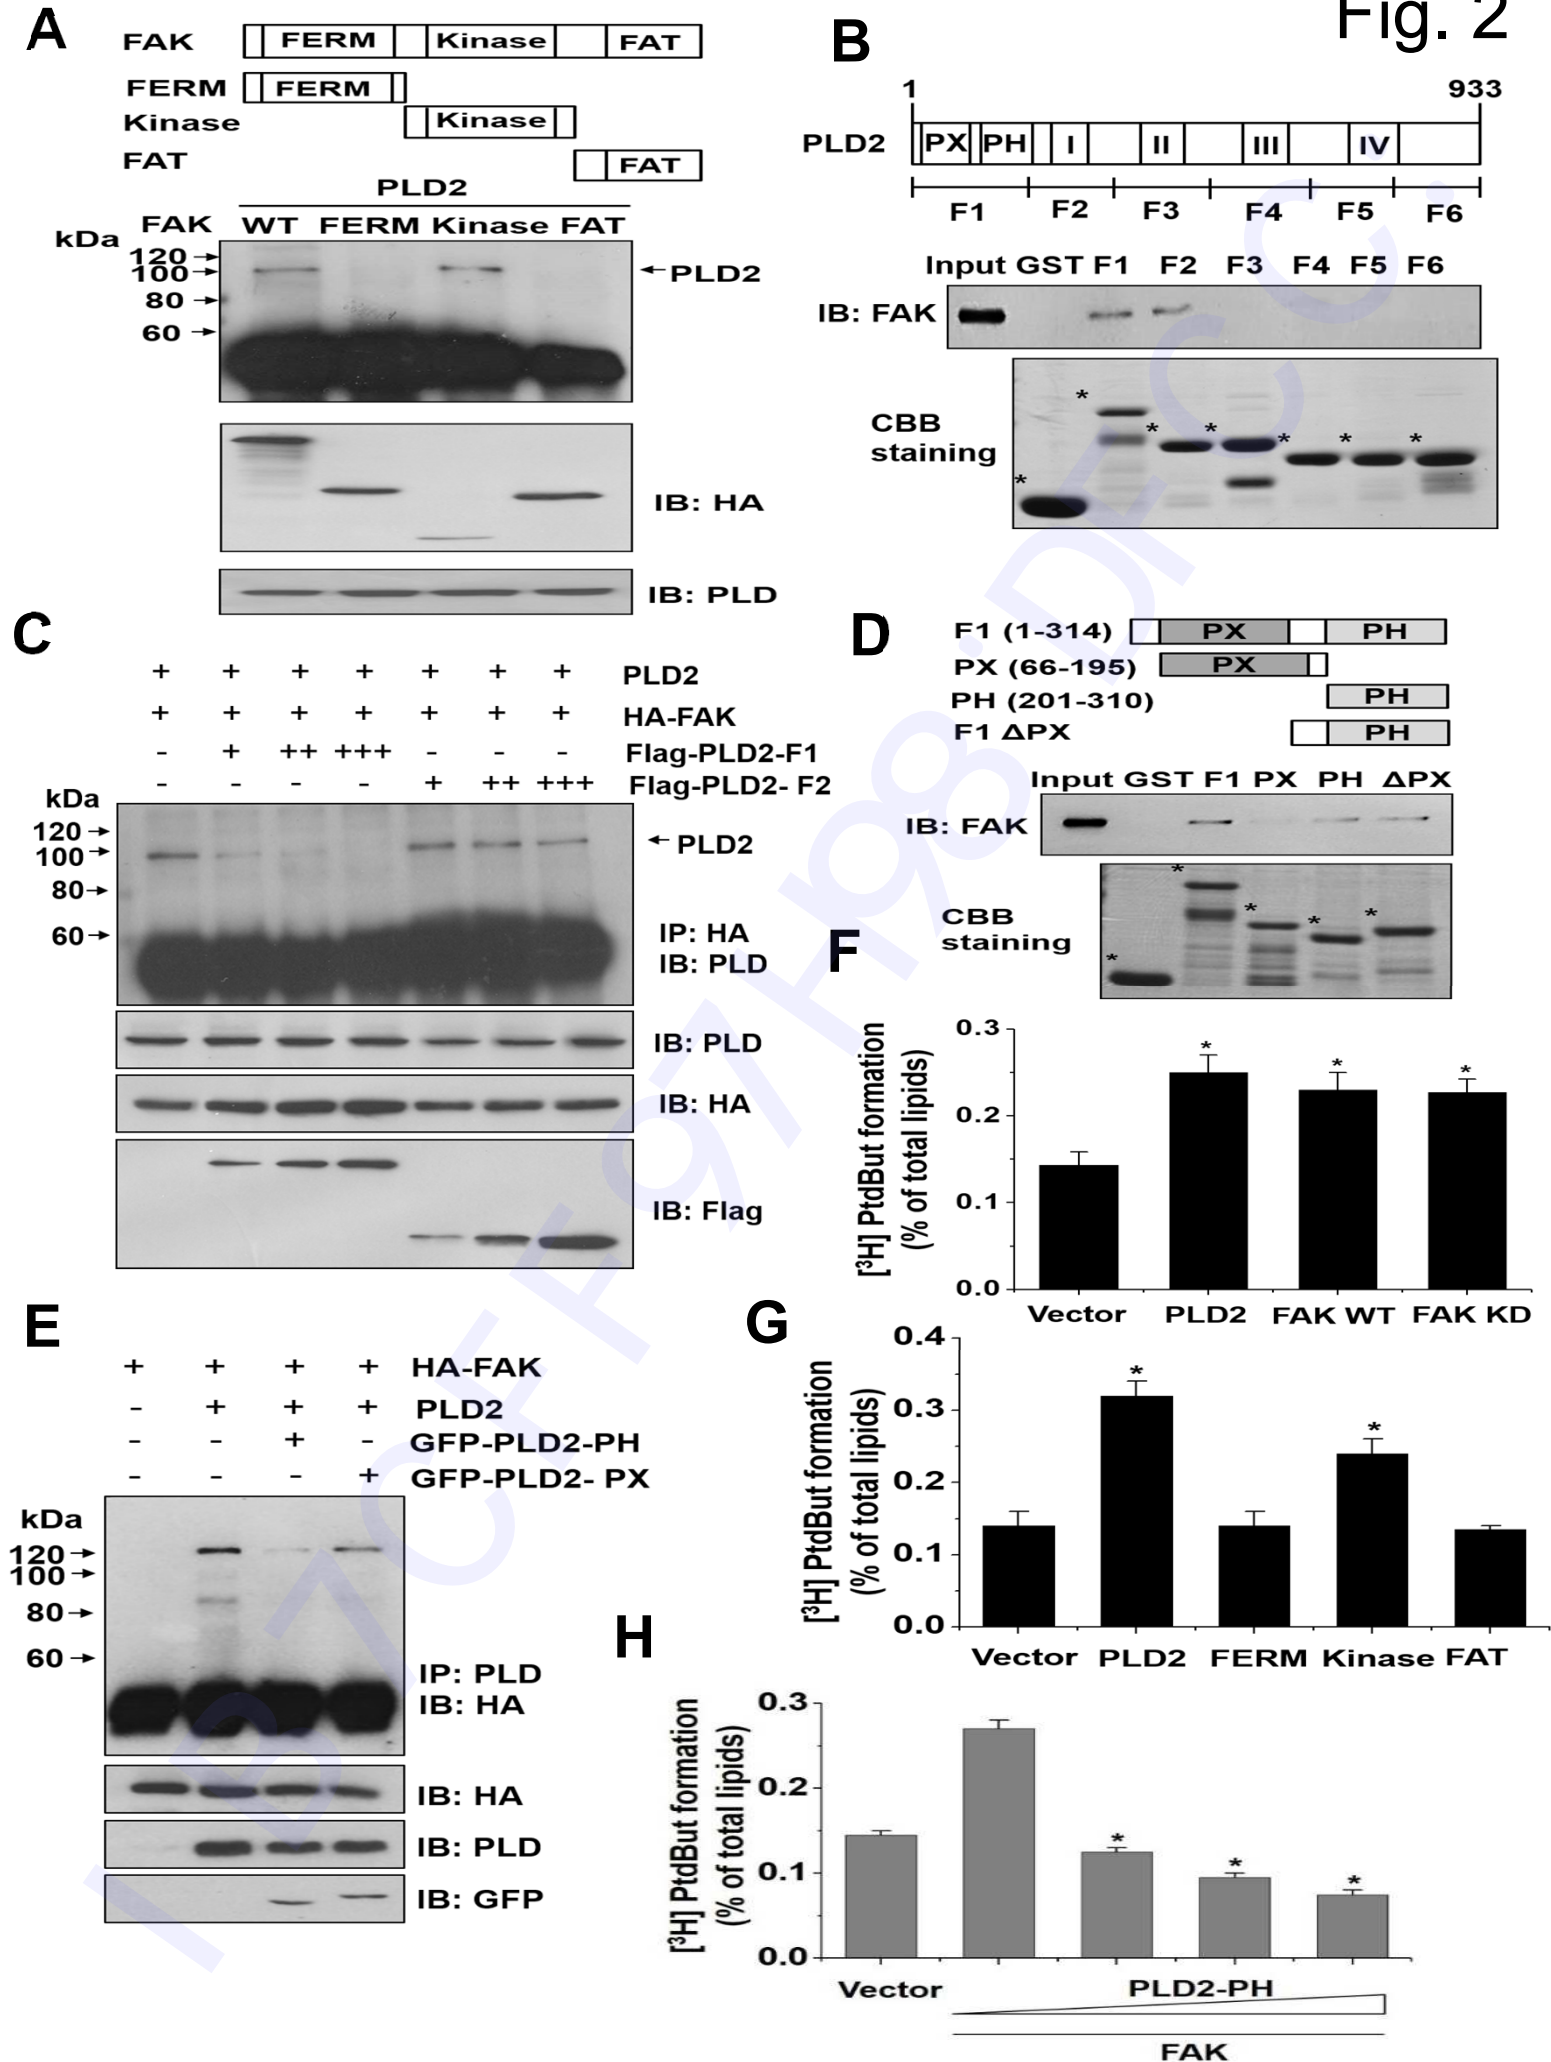 Fig. 2
A
FAK FERM Kinase FAT
FERM FERM
Kinase Kinase
FAT FAT
PLD2
FAK WT FERM Kinase FAT
kDa
120
100
80
60
PLD2
IB: HA
IB: PLD
B
1 933
PLD2 PX PH I II III IV
F1 F2 F3 F4 F5 F6
Input GST F1 F2 F3 F4 F5 F6
IB: FAK
CBB
staining
* * * * * * *
C
+ + + + + + + PLD2
+ + + + + + + HA-FAK
- + ++ +++ - - - Flag-PLD2-F1
- - - - + ++ +++ Flag-PLD2- F2
kDa
120
100
80
60
PLD2
IP: HA
IB: PLD
IB: PLD
IB: HA
IB: Flag
D
F1 (1-314) PX PH
PX (66-195) PX
PH (201-310) PH
F1 ΔPX PH
Input GST F1 PX PH ΔPX
IB: FAK
CBB
staining
* * * * *
E
+ + + + HA-FAK
- + + + PLD2
- - + - GFP-PLD2-PH
- - - + GFP-PLD2- PX
kDa
120
100
80
60
IP: PLD
IB: HA
IB: HA
IB: PLD
IB: GFP
F
[³H] PtdBut formation
(% of total lipids)
0.3
0.2
0.1
0.0
* * *
Vector PLD2 FAK WT FAK KD
G
[³H] PtdBut formation
(% of total lipids)
0.4
0.3
0.2
0.1
0.0
* *
Vector PLD2 FERM Kinase FAT
H
[³H] PtdBut formation
(% of total lipids)
0.3
0.2
0.1
0.0
* * *
Vector PLD2-PH
FAK